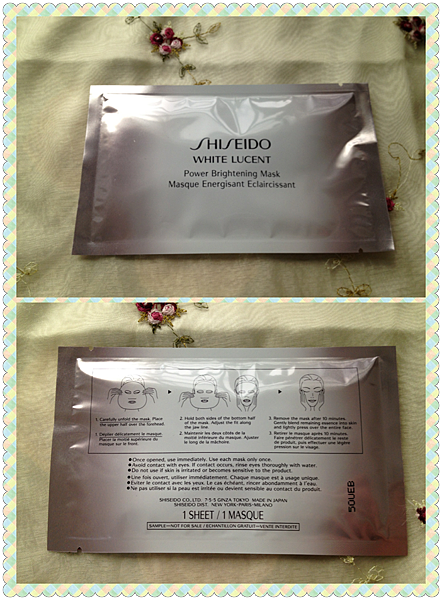 SHISEIDO
WHITE LUCENT
Power Brightening Mask
Masque Energisant Eclaircissant
1. Carefully unfold the mask. Place
the upper half over the forehead.
1. Déplier délicatement le masque.
Placer la moitié supérieure du
masque sur le front.
2. Hold both sides of the bottom half
of the mask. Adjust the fit along
the jaw line.
2. Maintenir les deux côtés de la
moitié inférieure du masque. Ajuster
le long de la mâchoire.
3. Remove the mask after 10 minutes.
Gently blend remaining essence into skin
and lightly press over the entire face.
3. Retirer le masque après 10 minutes.
Faire pénétrer délicatement le reste
de produit, puis effectuer une légère
pression sur le visage.
●Once opened, use immediately. Use each mask only once.
●Avoid contact with eyes. If contact occurs, rinse eyes thoroughly with water.
●Do not use if skin is irritated or becomes sensitive to the product.
●Une fois ouvert, utiliser immédiatement. Chaque masque est à usage unique.
●Eviter le contact avec les yeux. Le cas échéant, rincer abondamment à l'eau.
●Ne pas utiliser si la peau est irritée ou devient sensible au contact du produit.
SHISEIDO CO., LTD. 7-5-5 GINZA TOKYO MADE IN JAPAN
SHISEIDO DIST. NEW YORK-PARIS-MILANO
1 SHEET / 1 MASQUE
SAMPLE—NOT FOR SALE / ECHANTILLON GRATUIT—VENTE INTERDITE